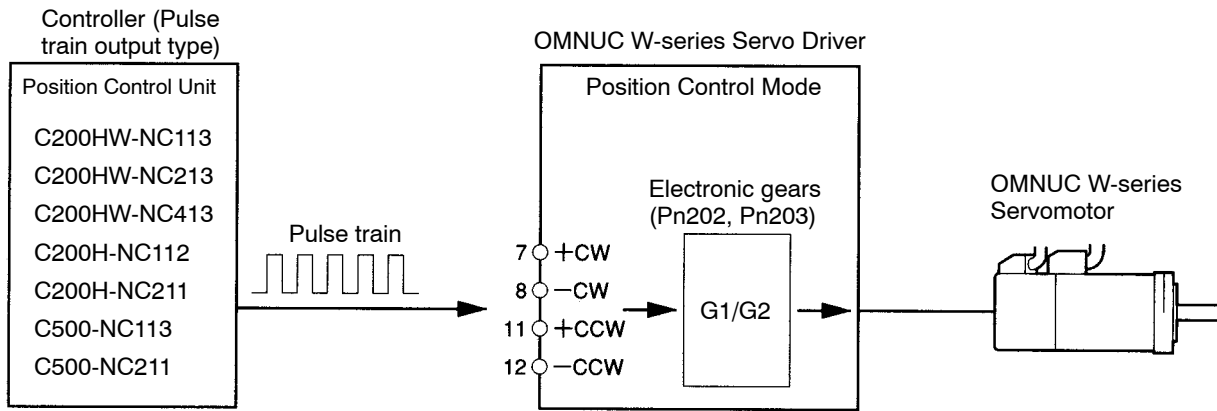 Controller (Pulse
train output type)
Position Control Unit
C200HW-NC113
C200HW-NC213
C200HW-NC413
C200H-NC112
C200H-NC211
C500-NC113
C500-NC211
Pulse train
OMNUC W-series Servo Driver
Position Control Mode
Electronic gears
(Pn202, Pn203)
7 +CW
8 −CW
11 +CCW
12 −CCW
G1/G2
OMNUC W-series
Servomotor